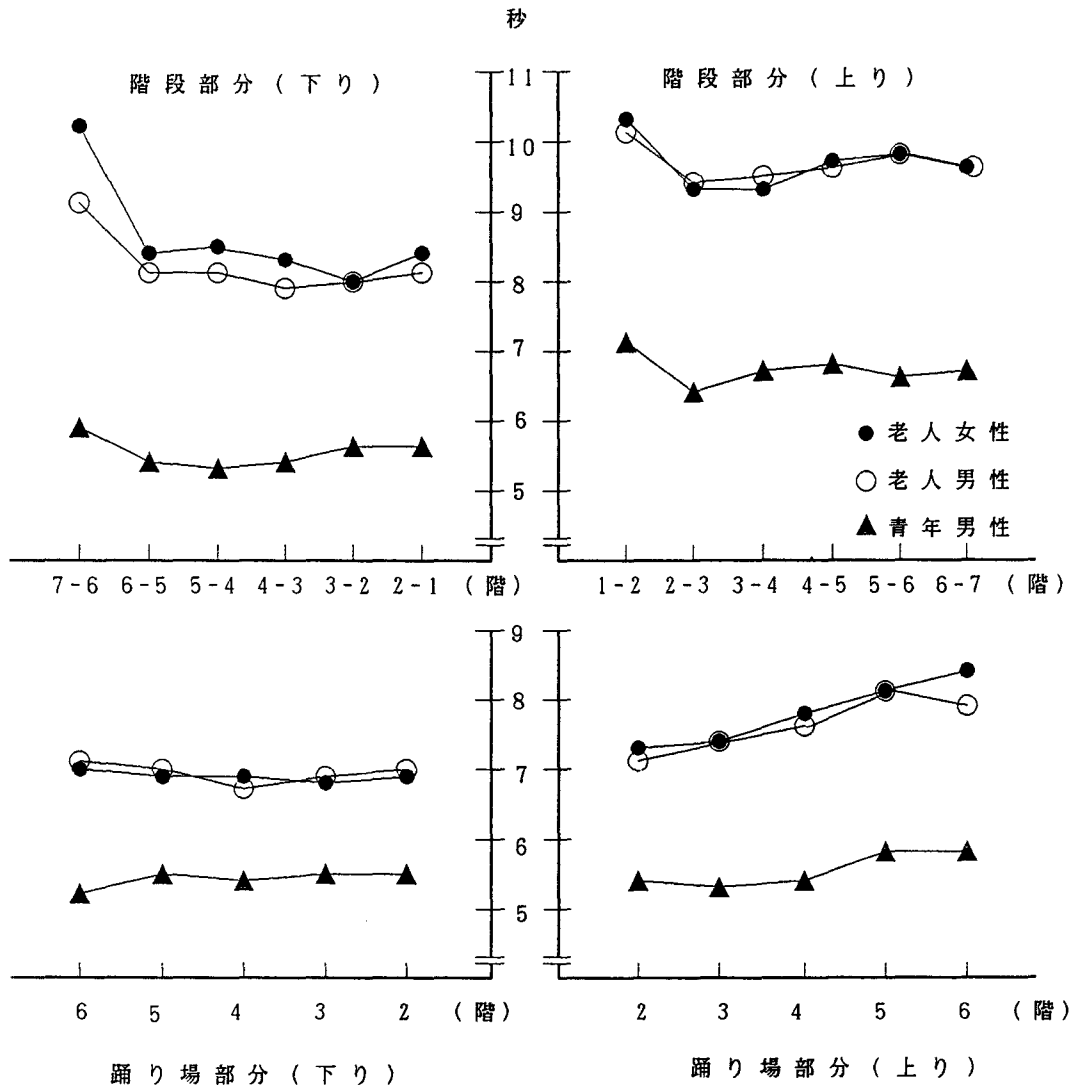 秒
階段部分(下り)
階段部分(上り)
11
10
9
8
7
6
5
●老人女性
○老人男性
▲青年男性
7-6 6-5 5-4 4-3 3-2 2-1 (階)
1-2 2-3 3-4 4-5 5-6 6-7 (階)
9
8
7
6
5
6 5 4 3 2 (階)
2 3 4 5 6 (階)
踊り場部分(下り)
踊り場部分(上り)